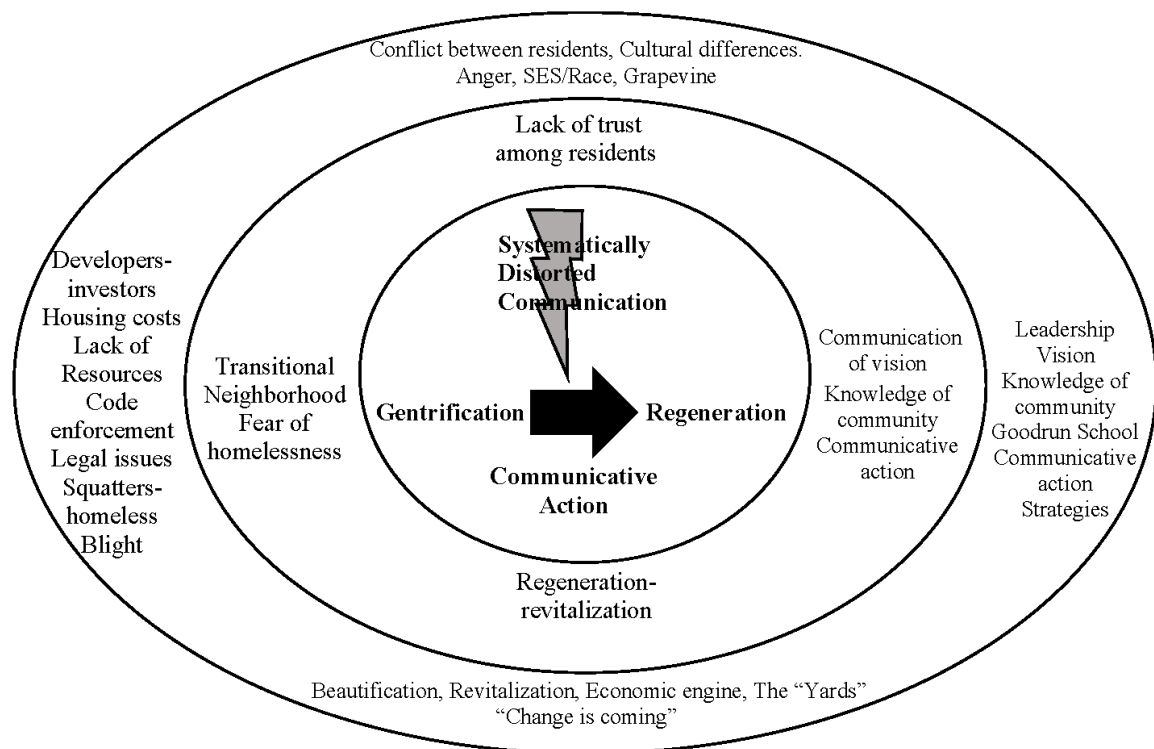 Conflict between residents, Cultural differences.
Anger, SES/Race, Grapevine
Lack of trust
among residents
Systematically
Distorted
Communication
Developers-
investors
Housing costs
Lack of
Resources
Code
enforcement
Legal issues
Squatters-
homeless
Blight
Transitional
Neighborhood
Fear of
homelessness
Gentrification
Regeneration
Communicative
Action
Communication
of vision
Knowledge of
community
Communicative
action
Leadership
Vision
Knowledge of
community
Goodrun School
Communicative
action
Strategies
Regeneration-
revitalization
Beautification, Revitalization, Economic engine, The “Yards”
“Change is coming”